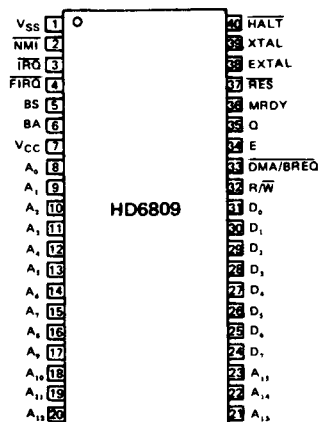 VSS 1 40 HALT
NMI 2 39 XTAL
IRQ 3 38 EXTAL
FIRQ 4 37 RES
BS 5 36 MRDY
BA 6 35 Q
VCC 7 34 E
A0 8 33 DMA/BREQ
A1 9 32 R/W
A2 10 HD6809 31 D0
A3 11 30 D1
A4 12 29 D2
A5 13 28 D3
A6 14 27 D4
A7 15 26 D5
A8 16 25 D6
A9 17 24 D7
A10 18 23 A15
A11 19 22 A14
A12 20 21 A13